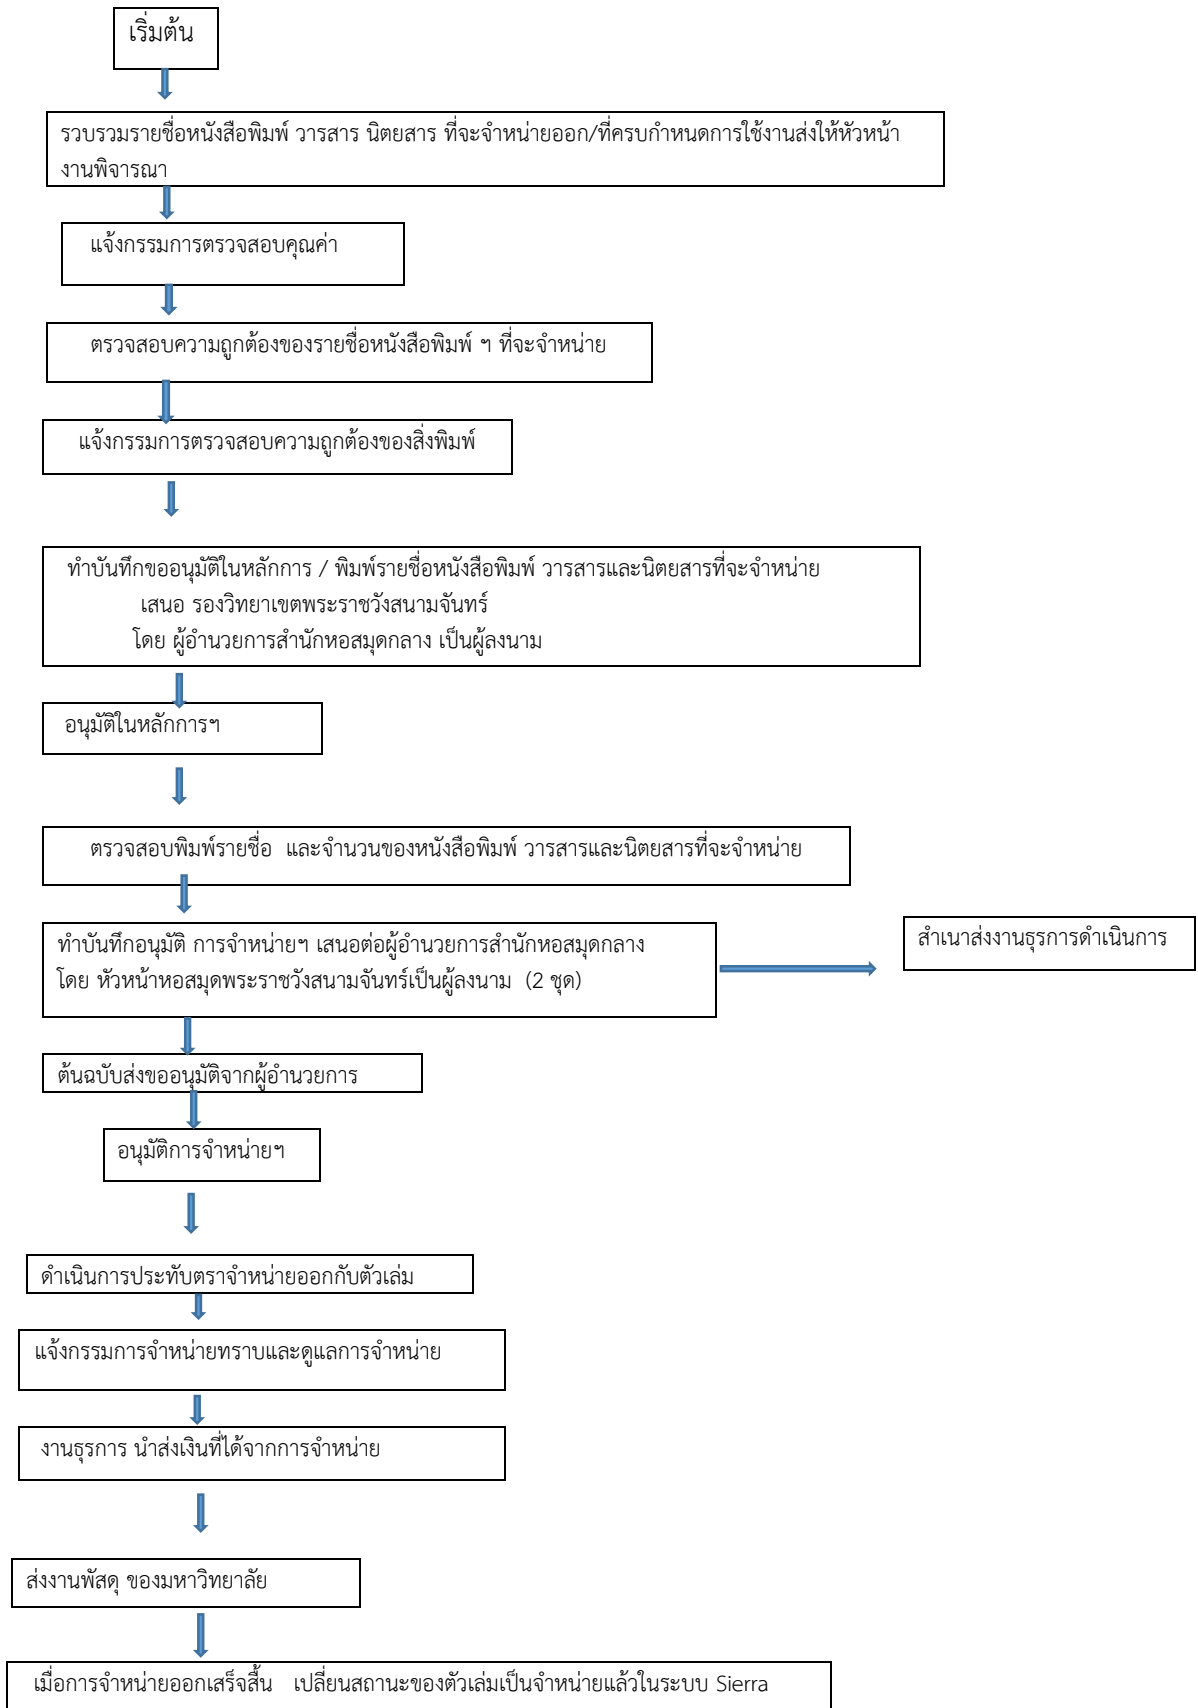 เริ่มต้น
รวบรวมรายชื่อหนังสือพิมพ์ วารสาร นิตยสาร ที่จะจำหน่ายออก/ที่ครบกำหนดการใช้งานส่งให้หัวหน้า
งานพิจารณา
แจ้งกรรมการตรวจสอบคุณค่า
ตรวจสอบความถูกต้องของรายชื่อหนังสือพิมพ์ ฯ ที่จะจำหน่าย
แจ้งกรรมการตรวจสอบความถูกต้องของสิ่งพิมพ์
ทำบันทึกขออนุมัติในหลักการ / พิมพ์รายชื่อหนังสือพิมพ์ วารสารและนิตยสารที่จะจำหน่าย
เสนอ รองวิทยาเขตพระราชวังสนามจันทร์
โดย ผู้อำนวยการสำนักหอสมุดกลาง เป็นผู้ลงนาม
อนุมัติในหลักการฯ
ตรวจสอบพิมพ์รายชื่อ และจำนวนของหนังสือพิมพ์ วารสารและนิตยสารที่จะจำหน่าย
ทำบันทึกอนุมัติ การจำหน่ายฯ เสนอต่อผู้อำนวยการสำนักหอสมุดกลาง
โดย หัวหน้าหอสมุดพระราชวังสนามจันทร์เป็นผู้ลงนาม (2 ชุด)
สำเนาส่งงานธุรการดำเนินการ
ต้นฉบับส่งขออนุมัติจากผู้อำนวยการ
อนุมัติการจำหน่ายฯ
ดำเนินการประทับตราจำหน่ายออกกับตัวเล่ม
แจ้งกรรมการจำหน่ายทราบและดูแลการจำหน่าย
งานธุรการ นำส่งเงินที่ได้จากการจำหน่าย
ส่งงานพัสดุ ของมหาวิทยาลัย
เมื่อการจำหน่ายออกเสร็จสิ้น เปลี่ยนสถานะของตัวเล่มเป็นจำหน่ายแล้วในระบบ Sierra